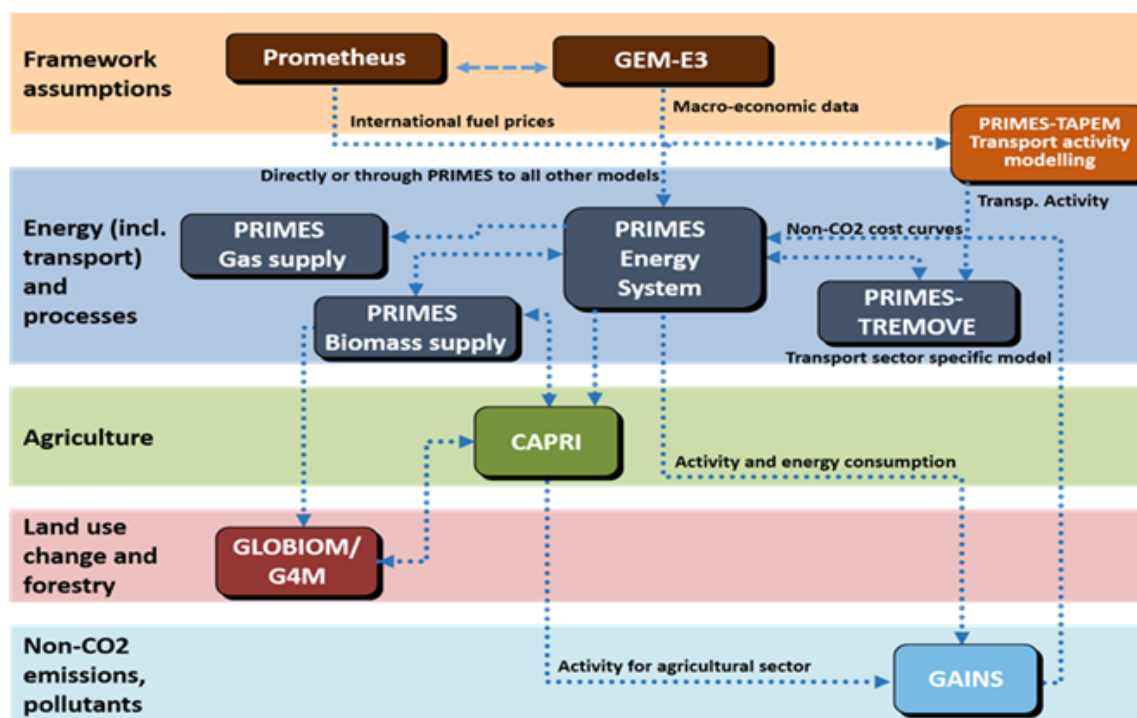 Framework
assumptions
Prometheus
GEM-E3
Macro-economic data
International fuel prices
PRIMES-TAPEM
Transport activity
modelling
Directly or through PRIMES to all other models
Transp. Activity
Energy (incl.
transport)
and
processes
PRIMES
Gas supply
PRIMES
Energy
System
Non-CO2 cost curves
PRIMES
Biomass supply
PRIMES-
TREMOVE
Transport sector specific model
Agriculture
CAPRI
Activity and energy consumption
Land use
change and
forestry
GLOBIOM/
G4M
Non-CO2
emissions,
pollutants
Activity for agricultural sector
GAINS